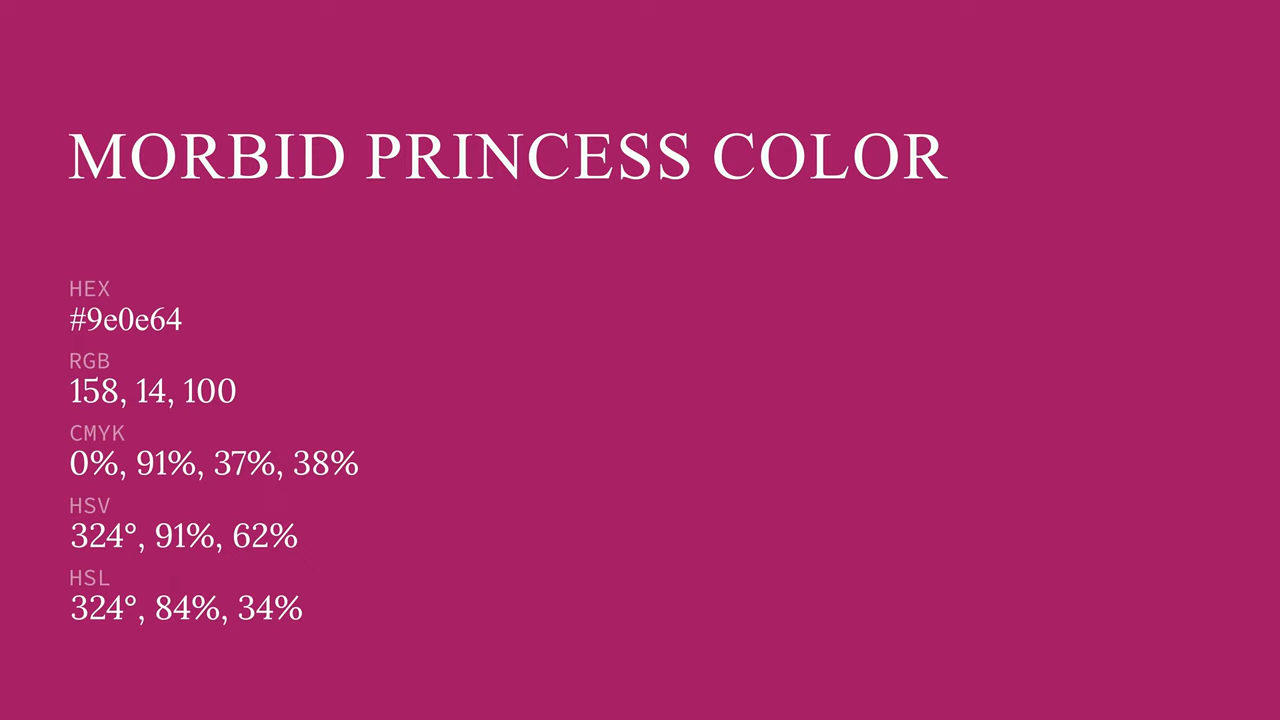 MORBID PRINCESS COLOR
HEX
#9e0e64
RGB
158, 14, 100
CMYK
0%, 91%, 37%, 38%
HSV
324°, 91%, 62%
HSL
324°, 84%, 34%